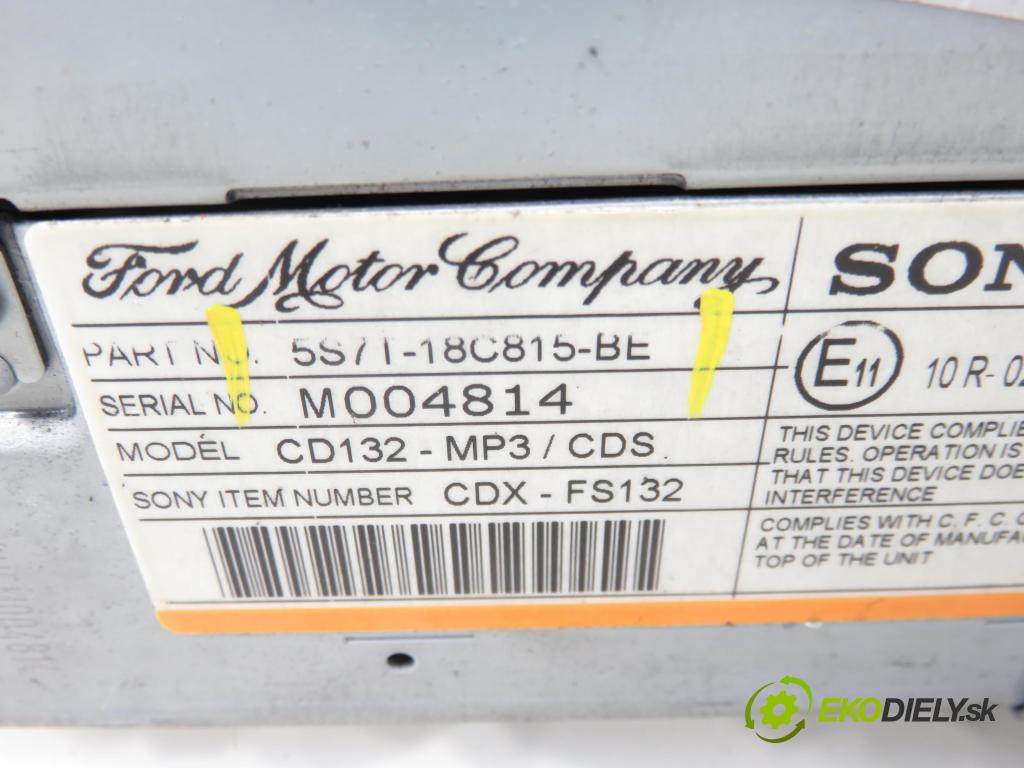 Ford Motor Company
SON
PART NO. 5S7T-18C815-BE
E11 10 R- 02
SERIAL NO. M004814
MODEL CD132 - MP3 / CDS
SONY ITEM NUMBER CDX - FS132
THIS DEVICE COMPLIE
RULES. OPERATION IS
THAT THIS DEVICE DOE
INTERFERENCE
COMPLIES WITH C. F. C
AT THE DATE OF MANUFA
TOP OF THE UNIT
EKODIELY.sk